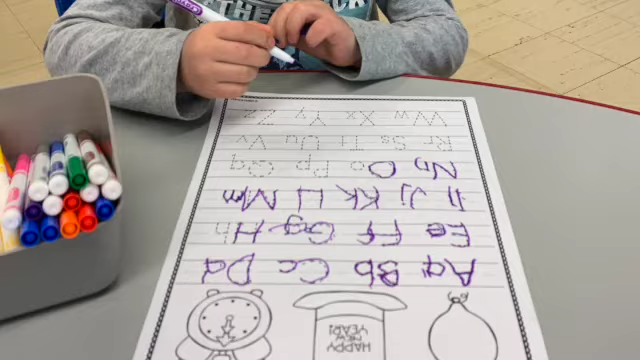 HAPPY
NEW
YEAR!
Aa Bb Cc Dd
Ee Ff Gg Hh
Ii Jj Kk Ll Mm
Nn Oo Pp Qq
Rr Ss Tt Uu Vv
Ww Xx Yy Zz